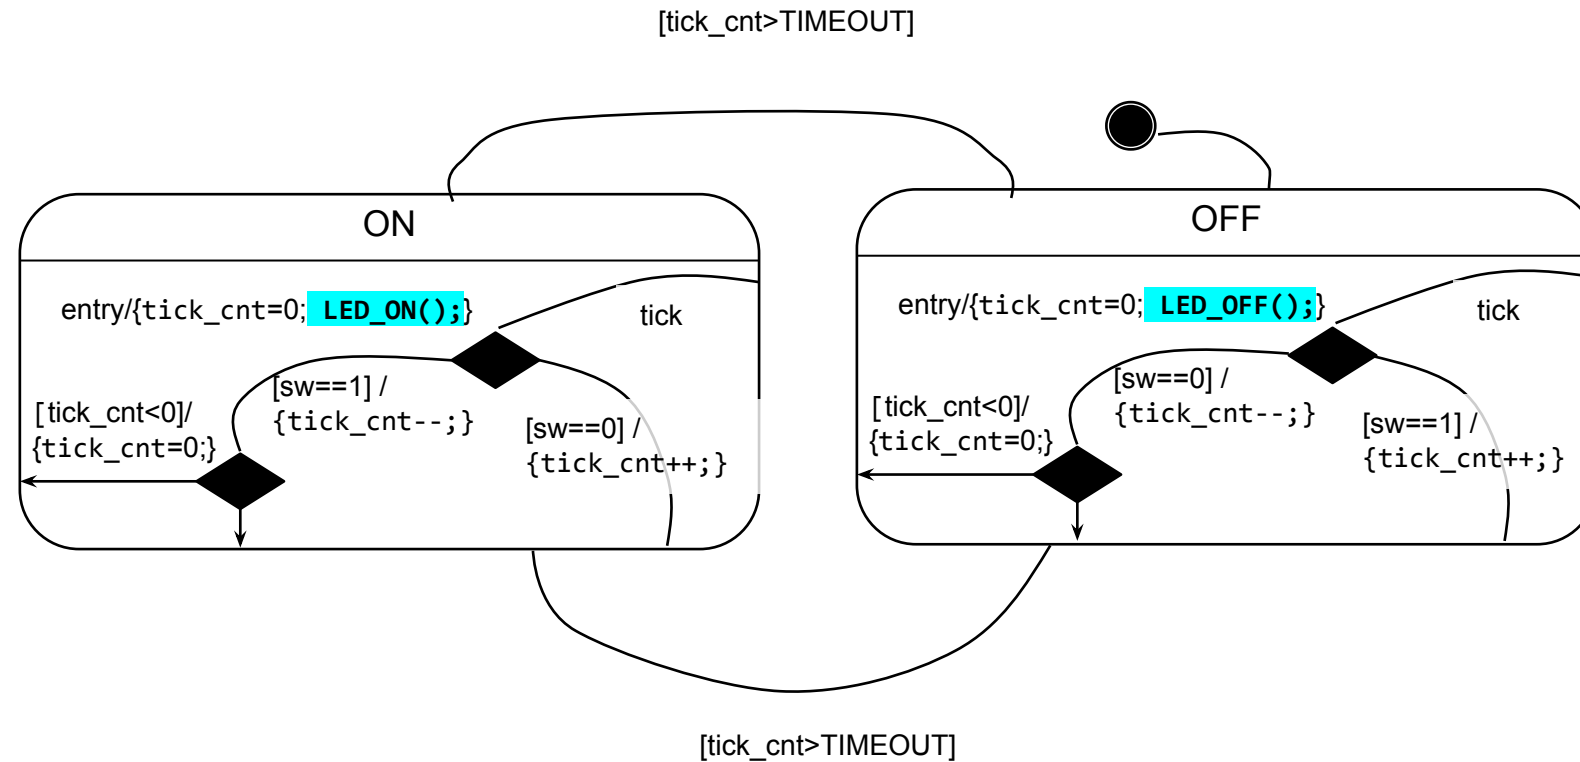 [tick_cnt>TIMEOUT]
ON
entry/{tick_cnt=0; LED_ON();}
tick
[sw==1] /
{tick_cnt--;}
[tick_cnt<0]/
{tick_cnt=0;}
[sw==0] /
{tick_cnt++;}
OFF
entry/{tick_cnt=0; LED_OFF();}
tick
[sw==0] /
{tick_cnt--;}
[tick_cnt<0]/
{tick_cnt=0;}
[sw==1] /
{tick_cnt++;}
[tick_cnt>TIMEOUT]